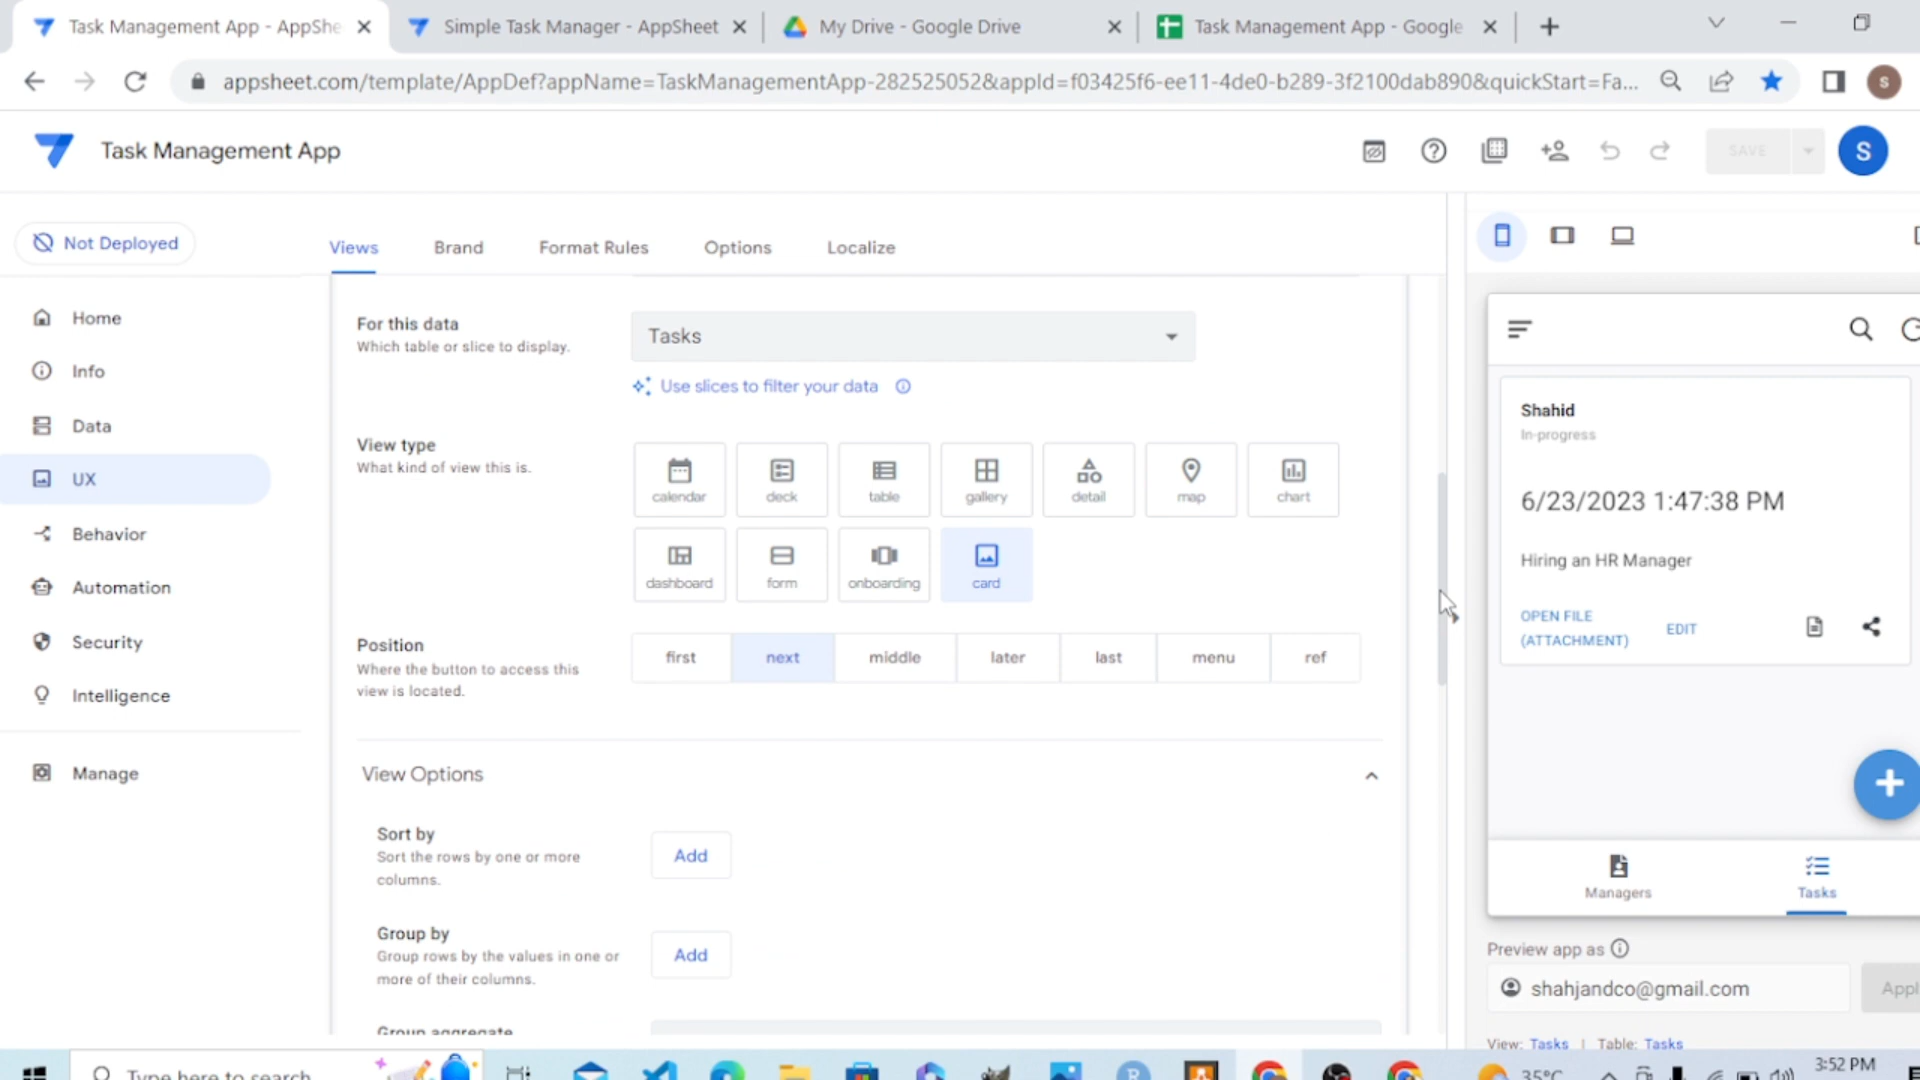 Task Management App - AppShe
Simple Task Manager - AppSheet
My Drive - Google Drive
Task Management App - Google
appsheet.com/template/AppDef?appName=TaskManagementApp-282525052&appId=f03425f6-ee11-4de0-b289-3f2100dab890&quickStart=Fa...
S
Task Management App
SAVE
S
Not Deployed
Views
Brand
Format Rules
Options
Localize
Home
Info
Data
UX
Behavior
Automation
Security
Intelligence
Manage
For this data
Which table or slice to display.
Tasks
Use slices to filter your data
View type
What kind of view this is.
calendar
deck
table
gallery
detail
map
chart
dashboard
form
onboarding
card
Position
Where the button to access this
view is located.
first
next
middle
later
last
menu
ref
View Options
Sort by
Sort the rows by one or more
columns.
Add
Group by
Group rows by the values in one or
more of their columns.
Add
Group aggregate
Shahid
In-progress
6/23/2023 1:47:38 PM
Hiring an HR Manager
OPEN FILE
(ATTACHMENT)
EDIT
Managers
Tasks
Preview app as
shahjandco@gmail.com
Appl
View: Tasks | Table: Tasks
Type here to search
R
35°C
3:52 PM